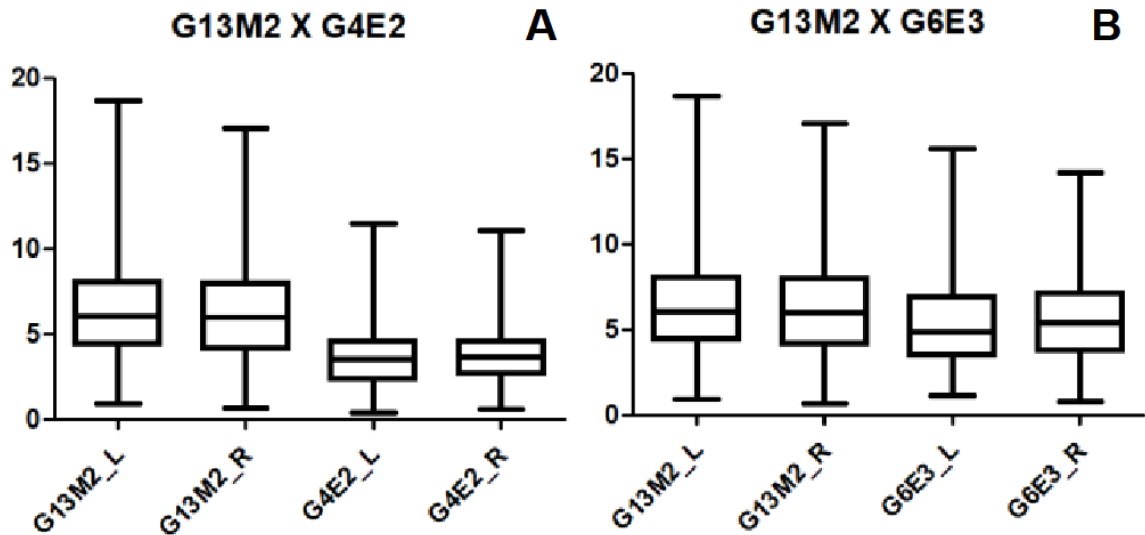 G13M2 X G4E2 A
20
15
10
5
0
G13M2_L
G13M2_R
G4E2_L
G4E2_R
G13M2 X G6E3 B
20
15
10
5
0
G13M2_L
G13M2_R
G6E3_L
G6E3_R